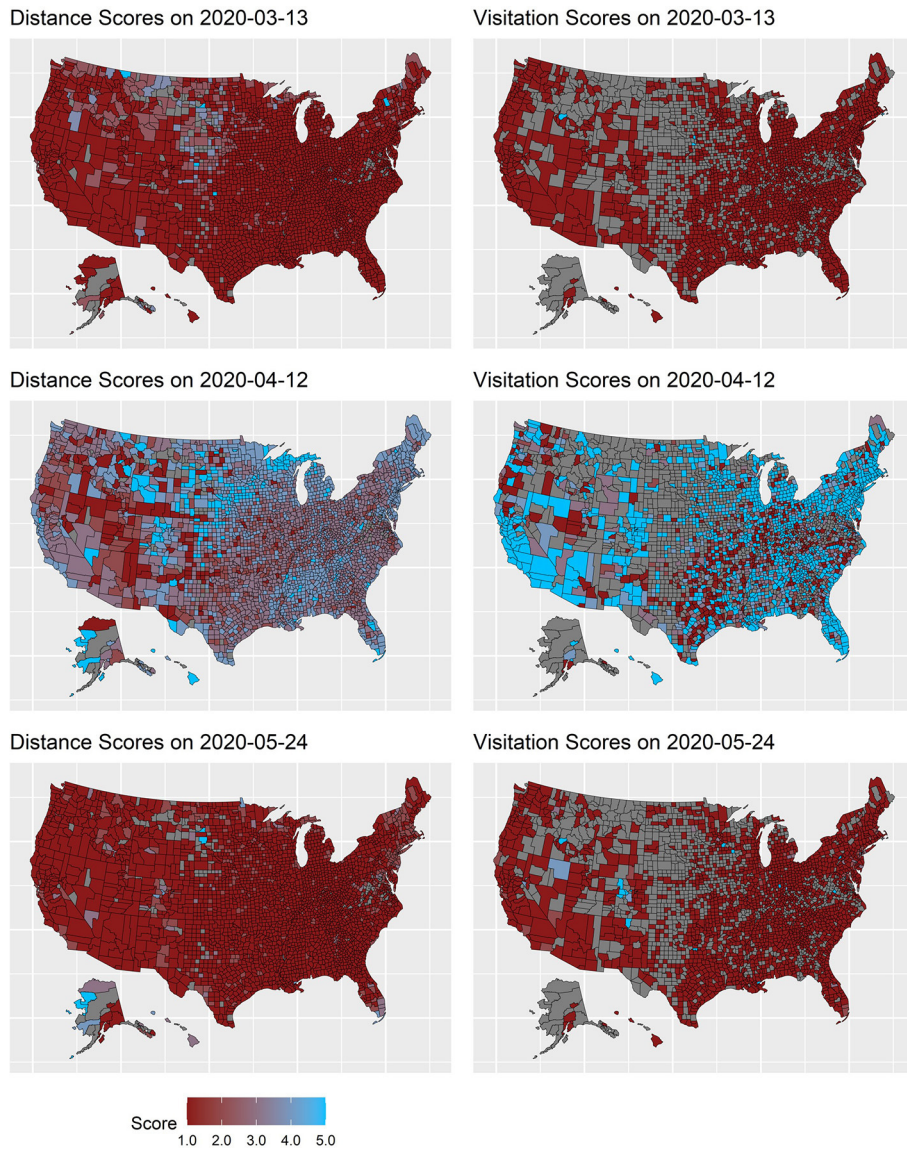 Distance Scores on 2020-03-13
Visitation Scores on 2020-03-13
Distance Scores on 2020-04-12
Visitation Scores on 2020-04-12
Distance Scores on 2020-05-24
Visitation Scores on 2020-05-24
Score
1.0 2.0 3.0 4.0 5.0